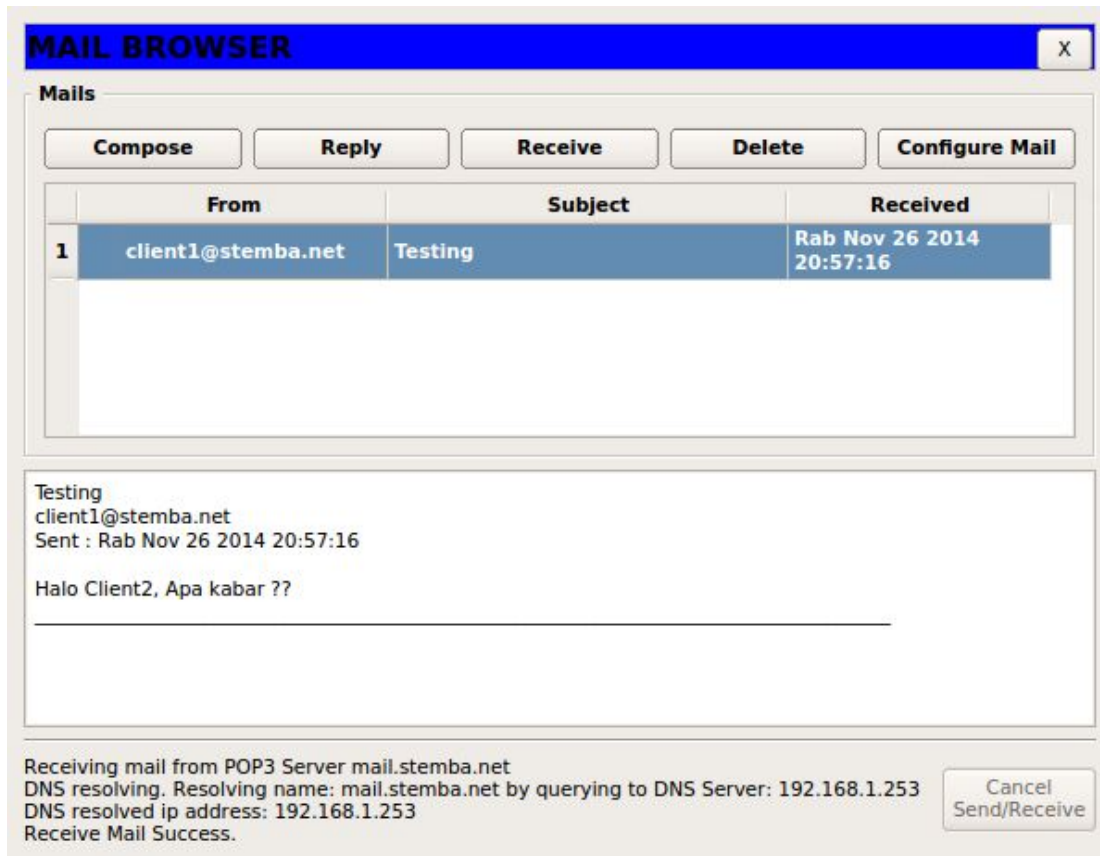 MAIL BROWSER
X
Mails
Compose Reply Receive Delete Configure Mail
From Subject Received
1 client1@stemba.net Testing Rab Nov 26 2014
20:57:16
Testing
client1@stemba.net
Sent : Rab Nov 26 2014 20:57:16
Halo Client2, Apa kabar ??
Receiving mail from POP3 Server mail.stemba.net
DNS resolving. Resolving name: mail.stemba.net by querying to DNS Server: 192.168.1.253
DNS resolved ip address: 192.168.1.253
Receive Mail Success.
Cancel
Send/Receive